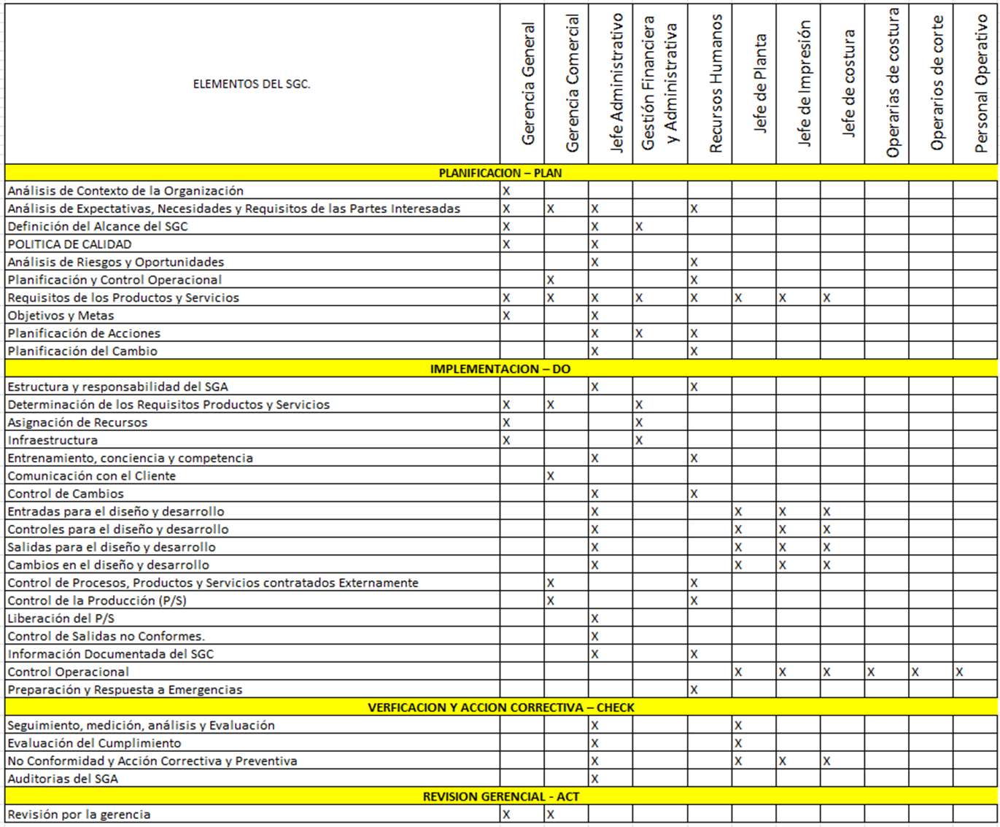 ELEMENTOS DEL SGC.
Gerencia General
Gerencia Comercial
Jefe Administrativo
Gestión Financiera
y Administrativa
Recursos Humanos
Jefe de Planta
Jefe de Impresión
Jefe de costura
Operarias de costura
Operarios de corte
Personal Operativo
PLANIFICACION – PLAN
Análisis de Contexto de la Organización X
Análisis de Expectativas, Necesidades y Requisitos de las Partes Interesadas X X X X
Definición del Alcance del SGC X X X
POLITICA DE CALIDAD X X
Análisis de Riesgos y Oportunidades X X
Planificación y Control Operacional X X
Requisitos de los Productos y Servicios X X X X X X X X
Objetivos y Metas X X
Planificación de Acciones X X X
Planificación del Cambio X X
IMPLEMENTACION – DO
Estructura y responsabilidad del SGA X X
Determinación de los Requisitos Productos y Servicios X X X
Asignación de Recursos X X
Infraestructura X X
Entrenamiento, conciencia y competencia X X
Comunicación con el Cliente X
Control de Cambios X X
Entradas para el diseño y desarrollo X X X X
Controles para el diseño y desarrollo X X X X
Salidas para el diseño y desarrollo X X X X
Cambios en el diseño y desarrollo X X X X
Control de Procesos, Productos y Servicios contratados Externamente X X
Control de la Producción (P/S) X X
Liberación del P/S X
Control de Salidas no Conformes. X
Información Documentada del SGC X X
Control Operacional X X X X X X
Preparación y Respuesta a Emergencias X
VERFICACION Y ACCION CORRECTIVA – CHECK
Seguimiento, medición, análisis y Evaluación X X
Evaluación del Cumplimiento X X
No Conformidad y Acción Correctiva y Preventiva X X X X
Auditorias del SGA X
REVISION GERENCIAL - ACT
Revisión por la gerencia X X